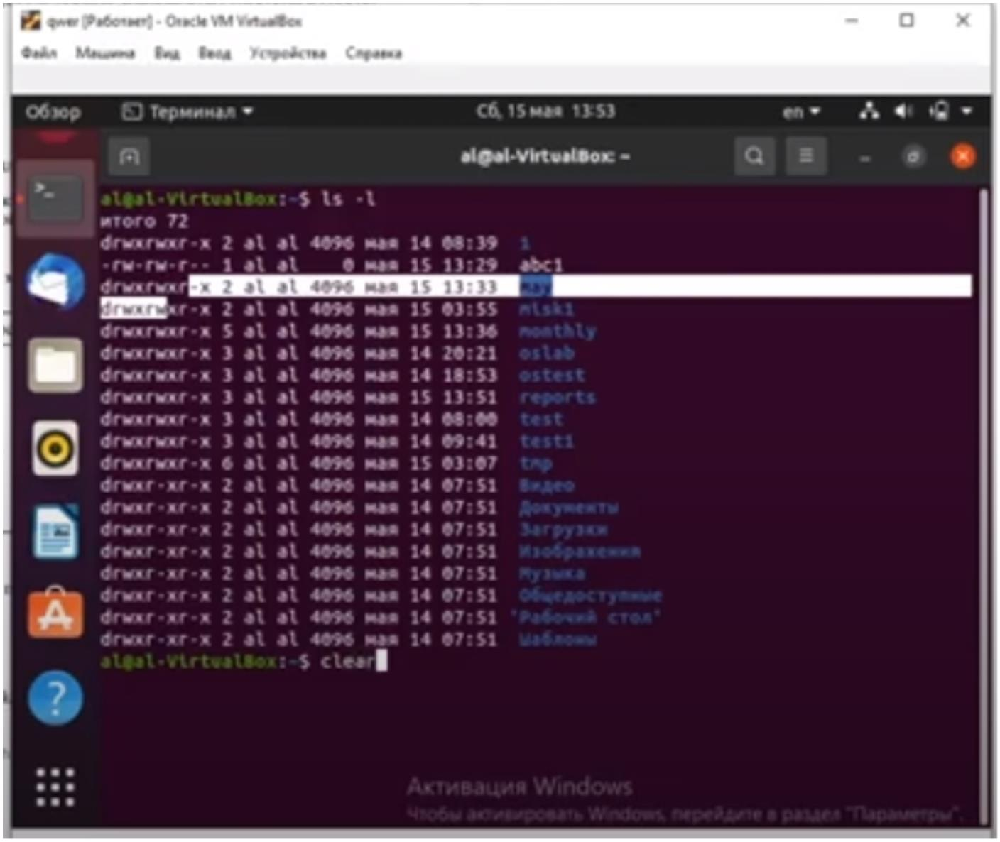 qwer [Работает] - Oracle VM VirtualBox
Файл Машина Вид Ввод Устройства Справка
Обзор Терминал Сб, 15 мая 13:53 en
al@al-VirtualBox: ~
al@al-VirtualBox:~$ ls -l
итого 72
drwxrwxr-x 2 al al 4096 мая 14 08:39 1
-rw-rw-r-- 1 al al 0 мая 15 13:29 abc1
drwxrwxr-x 2 al al 4096 мая 15 13:33 may
drwxrwxr-x 2 al al 4096 мая 15 03:55 misk1
drwxrwxr-x 5 al al 4096 мая 15 13:36 monthly
drwxrwxr-x 3 al al 4096 мая 14 20:21 oslab
drwxrwxr-x 3 al al 4096 мая 14 18:53 ostest
drwxrwxr-x 3 al al 4096 мая 15 13:51 reports
drwxrwxr-x 3 al al 4096 мая 14 08:00 test
drwxrwxr-x 3 al al 4096 мая 14 09:41 test1
drwxrwxr-x 6 al al 4096 мая 15 03:07 tmp
drwxr-xr-x 2 al al 4096 мая 14 07:51 Видео
drwxr-xr-x 2 al al 4096 мая 14 07:51 Документы
drwxr-xr-x 2 al al 4096 мая 14 07:51 Загрузки
drwxr-xr-x 2 al al 4096 мая 14 07:51 Изображения
drwxr-xr-x 2 al al 4096 мая 14 07:51 Музыка
drwxr-xr-x 2 al al 4096 мая 14 07:51 Общедоступные
drwxr-xr-x 2 al al 4096 мая 14 07:51 'Рабочий стол'
drwxr-xr-x 2 al al 4096 мая 14 07:51 Шаблоны
al@al-VirtualBox:~$ clear
Активация Windows
Чтобы активировать Windows, перейдите в раздел "Параметры".